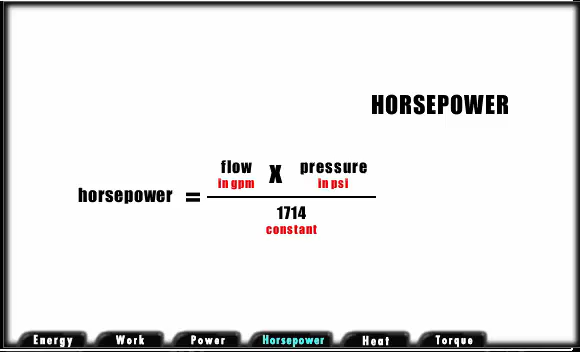 HORSEPOWER
flow X pressure
in gpm in psi
horsepower =
1714
constant
Energy Work Power Horsepower Heat Torque